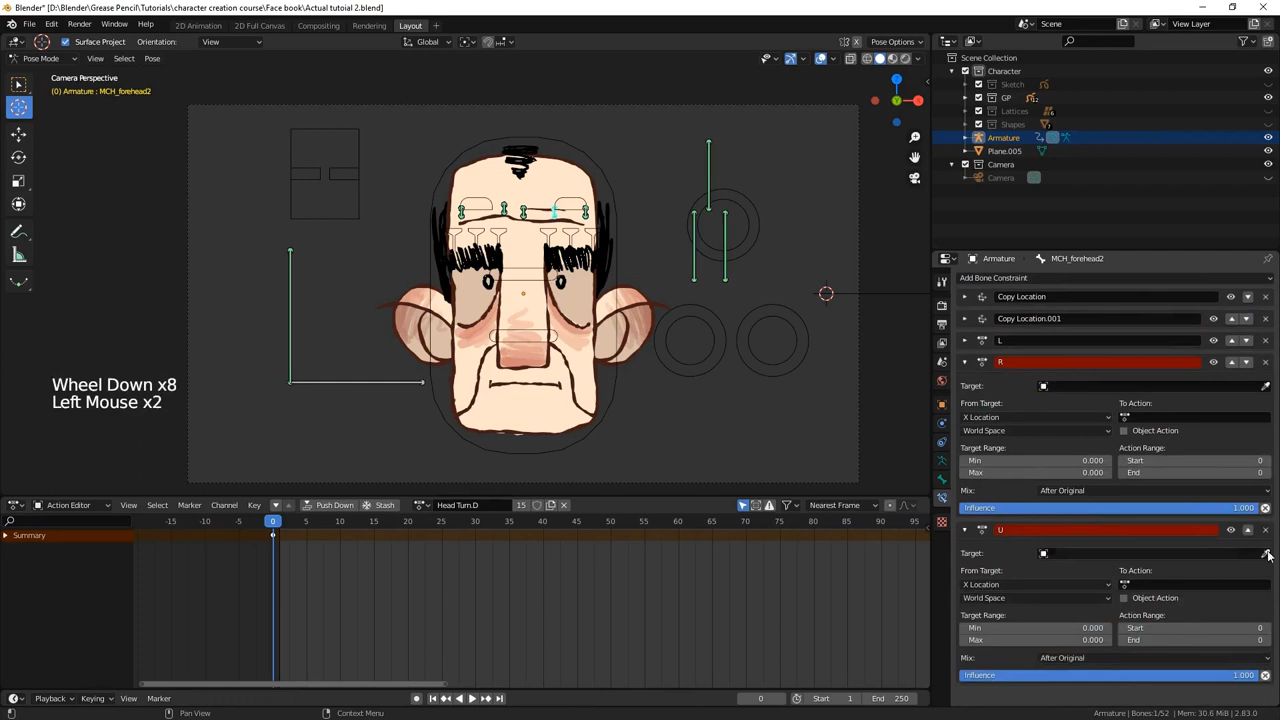 Blender* [D:\Blender\Grease Pencil\Tutorials\character creation course\Face book\Actual tutoial 2.blend]
File Edit Render Window Help 2D Animation 2D Full Canvas Compositing Rendering Layout Scene View Layer
Surface Project Orientation: View Global Pose Options
Pose Mode View Select Pose
Camera Perspective
(0) Armature : MCH_forehead2
Scene Collection
Character
Sketch
GP 12
Lattices 6
Shapes
Armature
Plane.005
Camera
Camera
Armature MCH_forehead2
Add Bone Constraint
Copy Location
Copy Location.001
L
R
Target:
From Target: To Action:
X Location
World Space Object Action
Target Range: Action Range:
Min 0.000 Start 0
Max 0.000 End 0
Mix: After Original
Influence 1.000
U
Target:
From Target: To Action:
X Location
World Space Object Action
Target Range: Action Range:
Min 0.000 Start 0
Max 0.000 End 0
Mix: After Original
Influence 1.000
Wheel Down x8
Left Mouse x2
Action Editor View Select Marker Channel Key Push Down Stash Head Turn.D 15 Nearest Frame
-15 -10 -5 0 5 10 15 20 25 30 35 40 45 50 55 60 65 70 75 80 85 90 95
Summary
Playback Keying View Marker 0 Start 1 End 250
Select Pan View Context Menu Armature | Bones:1/52 | Mem: 30.6 MiB | 2.83.0